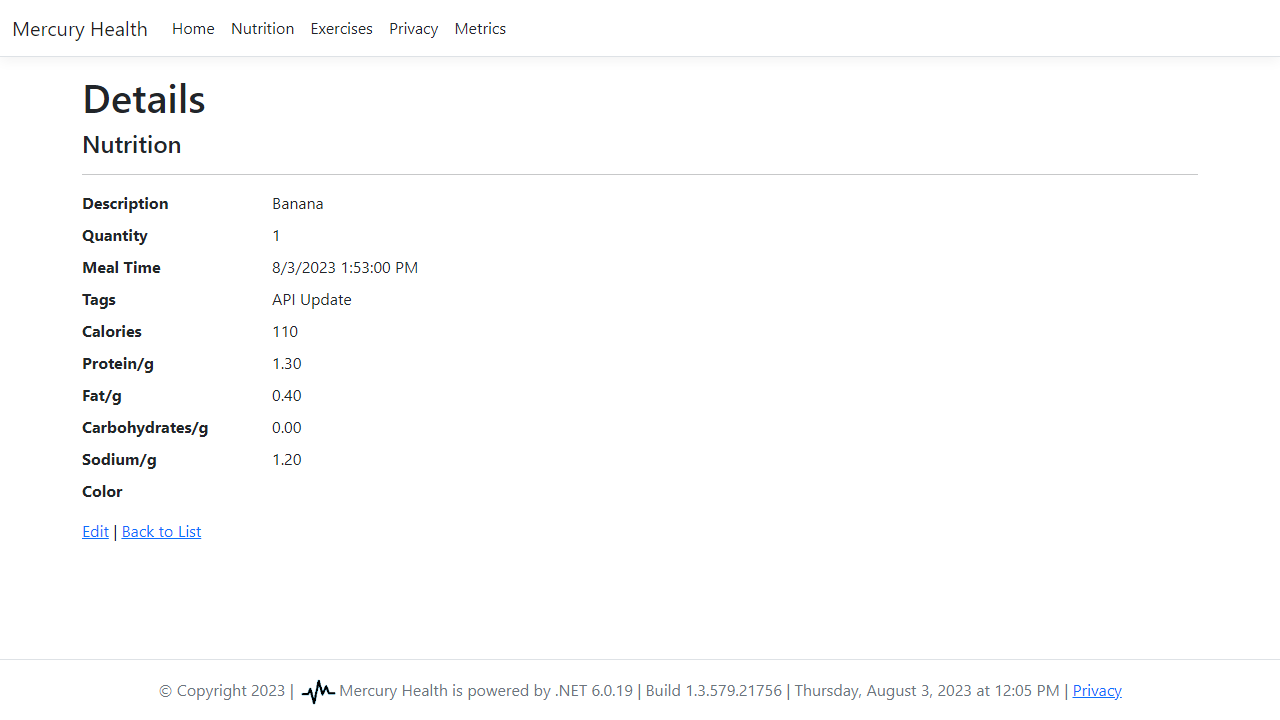 Mercury Health Home Nutrition Exercises Privacy Metrics
Details
Nutrition
Description Banana
Quantity 1
Meal Time 8/3/2023 1:53:00 PM
Tags API Update
Calories 110
Protein/g 1.30
Fat/g 0.40
Carbohydrates/g 0.00
Sodium/g 1.20
Color
Edit | Back to List
© Copyright 2023 | Mercury Health is powered by .NET 6.0.19 | Build 1.3.579.21756 | Thursday, August 3, 2023 at 12:05 PM | Privacy